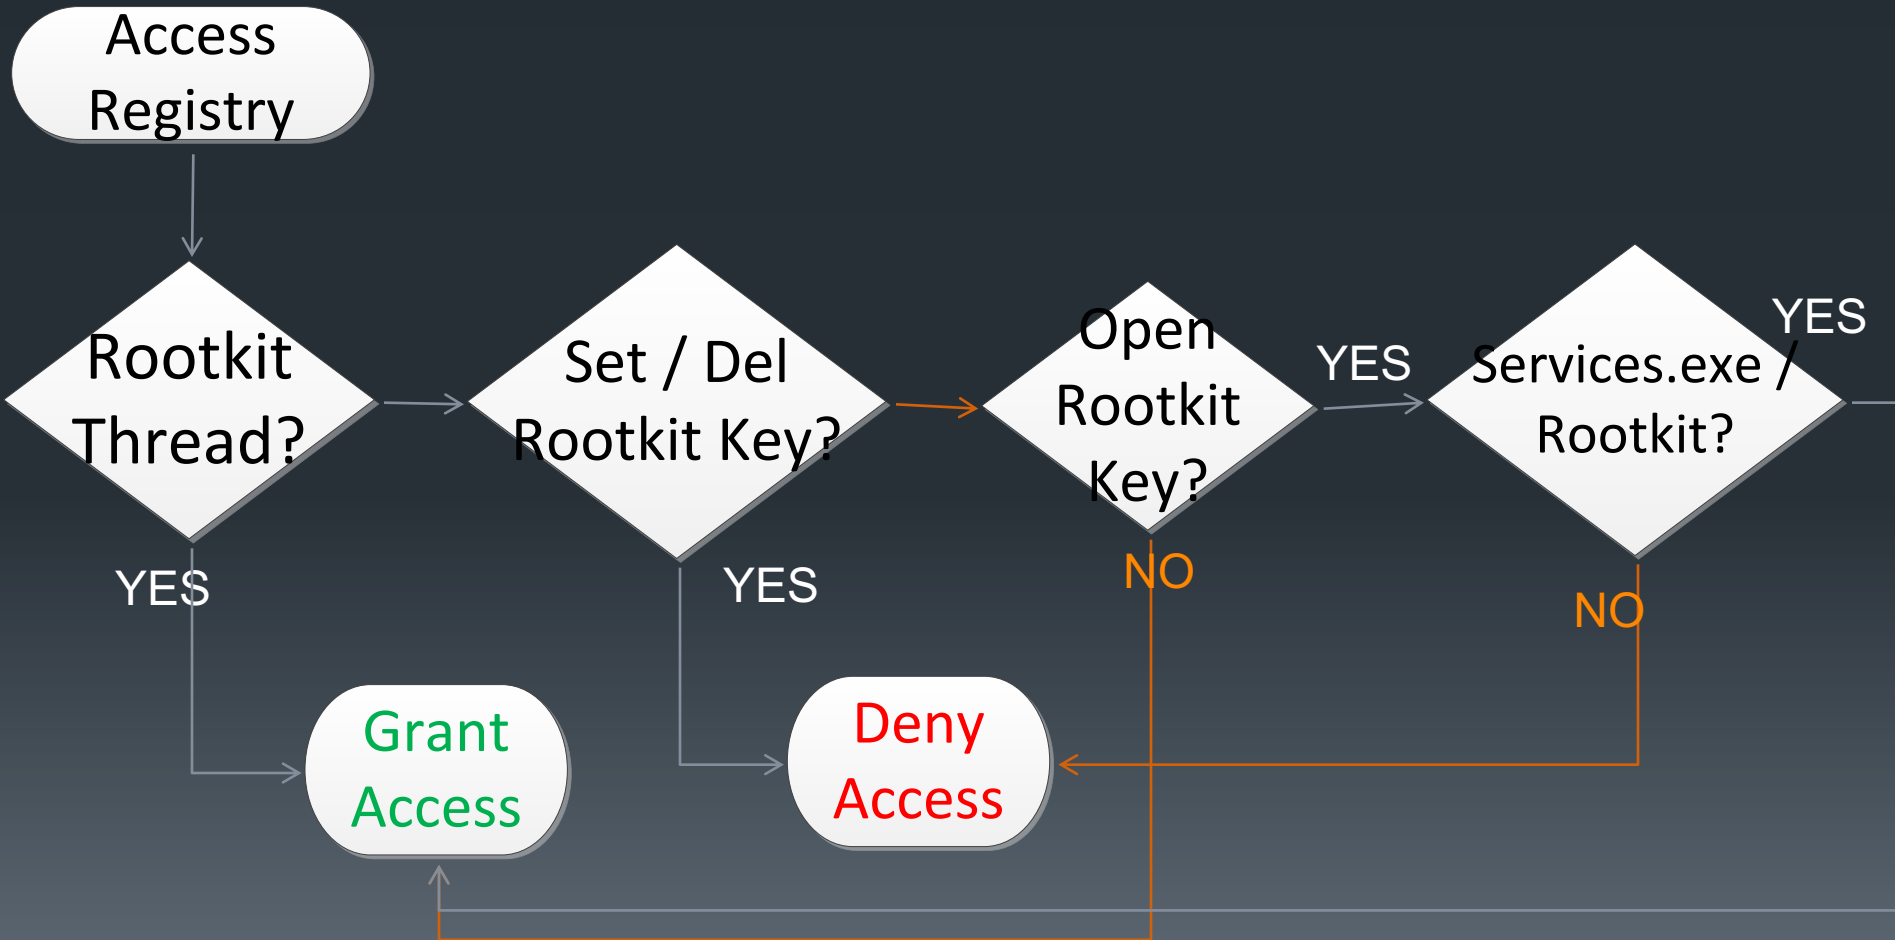 Access
Registry
Rootkit
Thread?
Set / Del
Rootkit Key?
Open
Rootkit
Key?
YES
Services.exe /
Rootkit?
YES
YES
YES
NO
NO
Grant
Access
Deny
Access